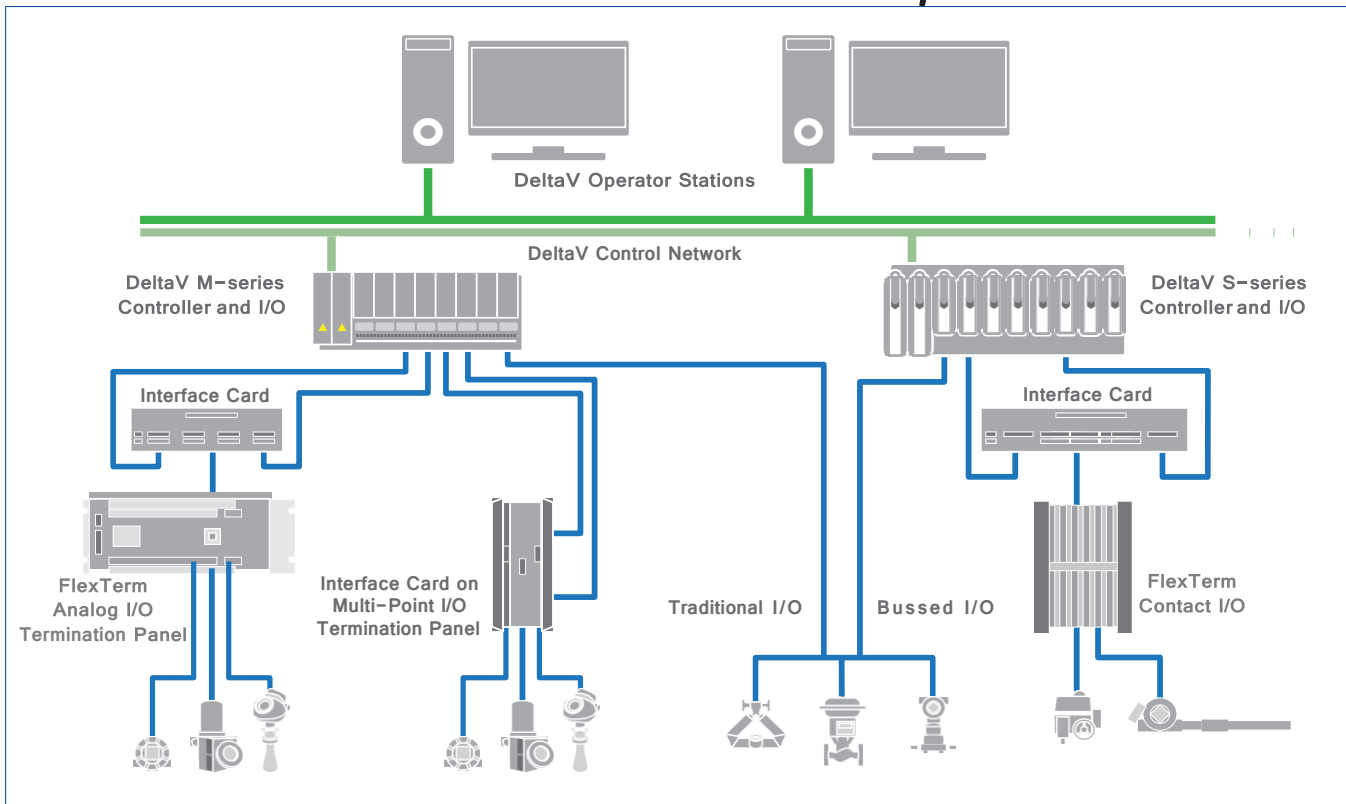 DeltaV Operator Stations
DeltaV Control Network
DeltaV M-series
Controller and I/O
DeltaV S-series
Controller and I/O
Interface Card
Interface Card
FlexTerm
Analog I/O
Termination Panel
Interface Card on
Multi-Point I/O
Termination Panel
Traditional I/O
Bussed I/O
FlexTerm
Contact I/O